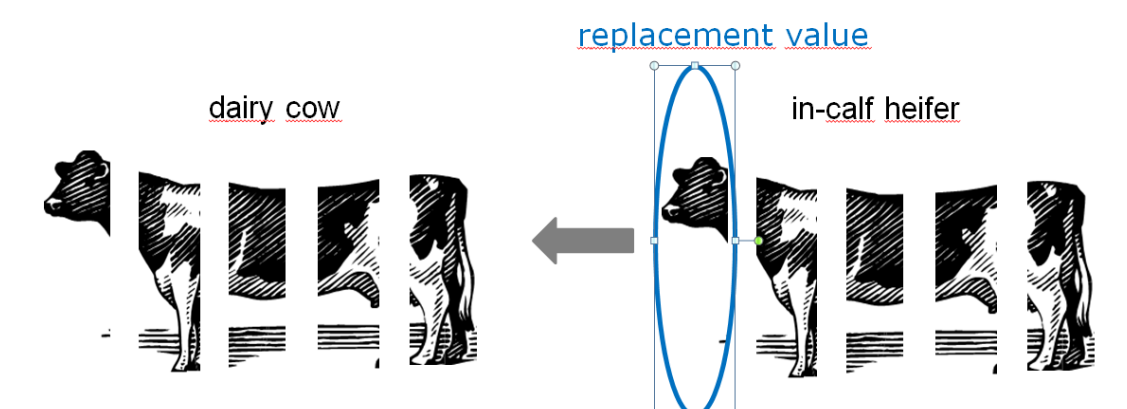 replacement value
dairy cow
in-calf heifer